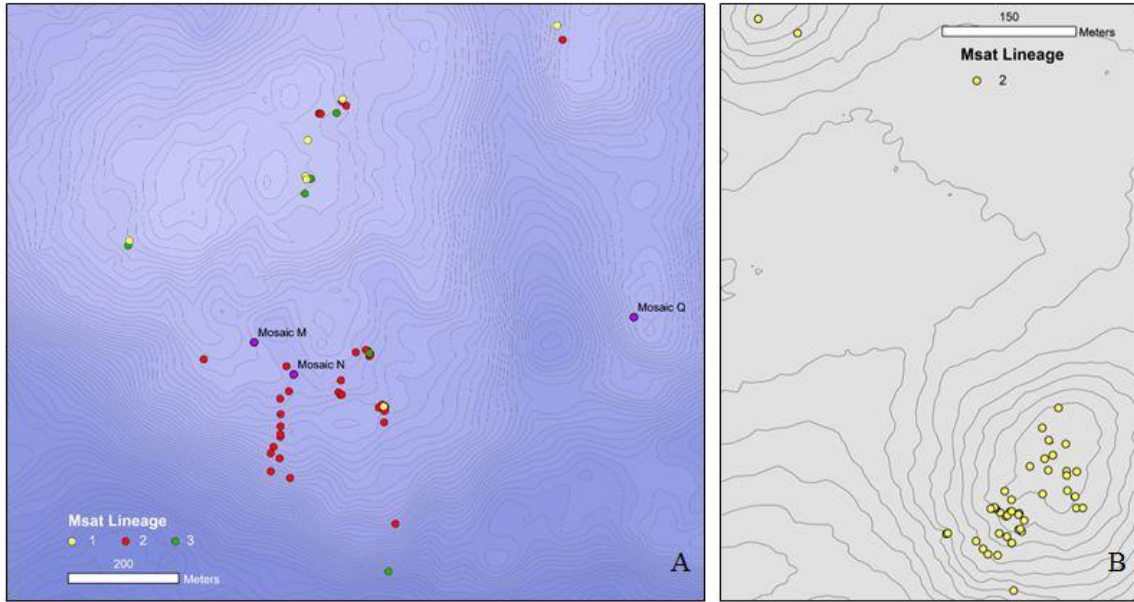 Mosaic Q
Mosaic M
Mosaic N
Msat Lineage
1 2 3
200
Meters
A
150
Meters
Msat Lineage
2
B